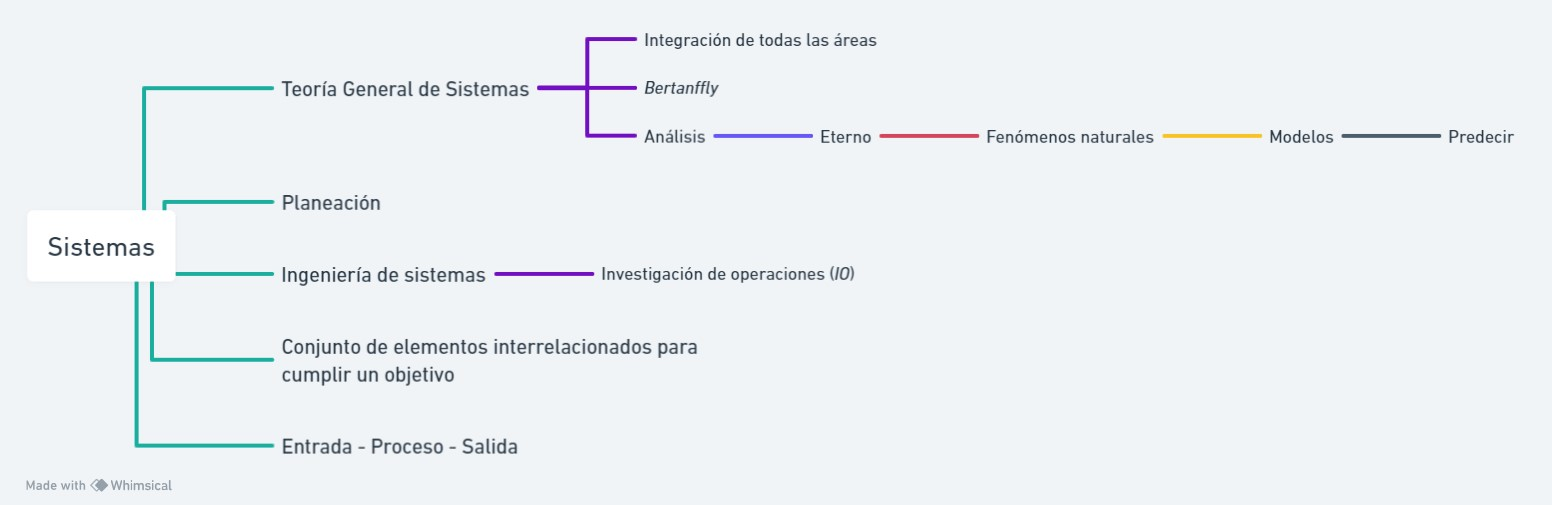 Integración de todas las áreas
Teoría General de Sistemas
Bertanffly
Análisis
Eterno
Fenómenos naturales
Modelos
Predecir
Planeación
Sistemas
Ingeniería de sistemas
Investigación de operaciones (IO)
Conjunto de elementos interrelacionados para
cumplir un objetivo
Entrada - Proceso - Salida
Made with Whimsical